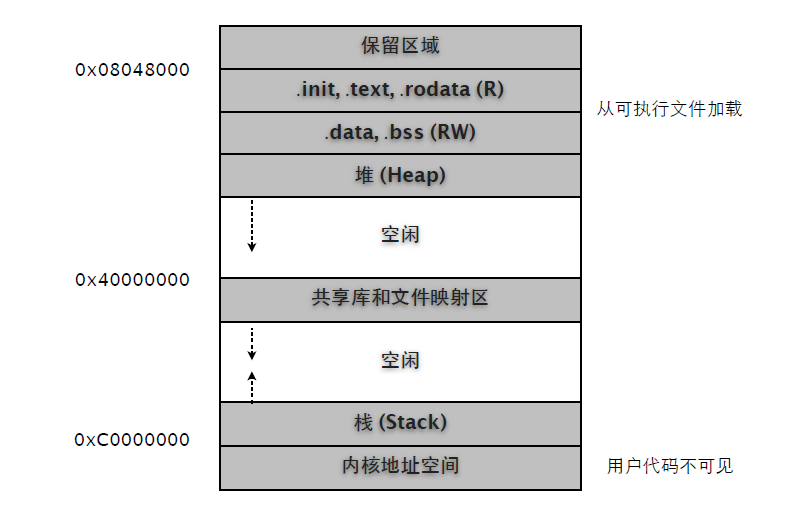 保留区域
0x08048000
.init, .text, .rodata (R)
从可执行文件加载
.data, .bss (RW)
堆 (Heap)
空闲
0x40000000
共享库和文件映射区
空闲
栈 (Stack)
0xC0000000
内核地址空间
用户代码不可见